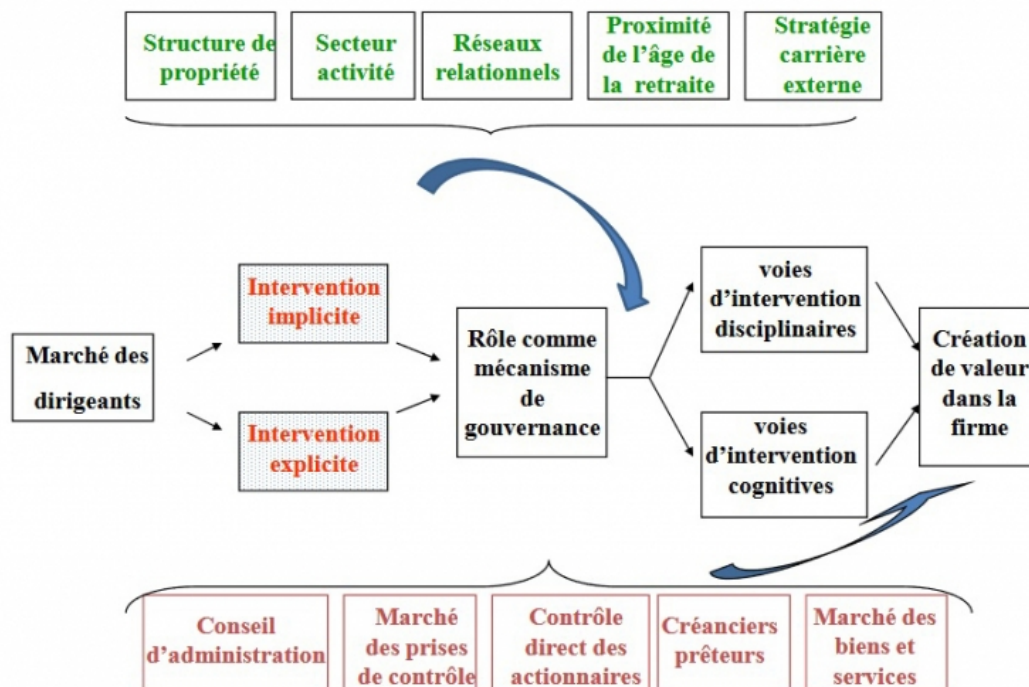 Structure de
propriété
Secteur
activité
Réseaux
relationnels
Proximité
de l'âge de
la retraite
Stratégie
carrière
externe
Marché des
dirigeants
Intervention
implicite
Intervention
explicite
Rôle comme
mécanisme
de
gouvernance
voies
d'intervention
disciplinaires
voies
d'intervention
cognitives
Création
de valeur
dans la
firme
Conseil
d'administration
Marché
des prises
de contrôle
Contrôle
direct des
actionnaires
Créanciers
prêteurs
Marché des
biens et
services